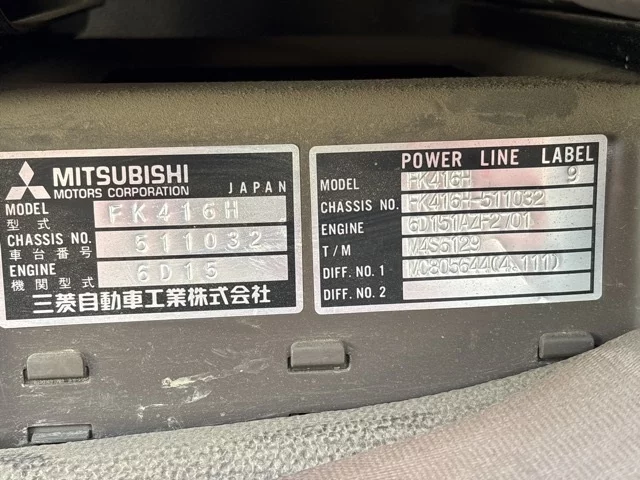 MITSUBISHI
MOTORS CORPORATION JAPAN
MODEL FK416H
型式
CHASSIS NO. 511032
車台番号
ENGINE 6D15
機関型式
三菱自動車工業株式会社
POWER LINE LABEL
MODEL FK416H 9
CHASSIS NO. FK416H-511032
ENGINE
T/M M4S6129
DIFF. NO. 1
DIFF. NO. 2